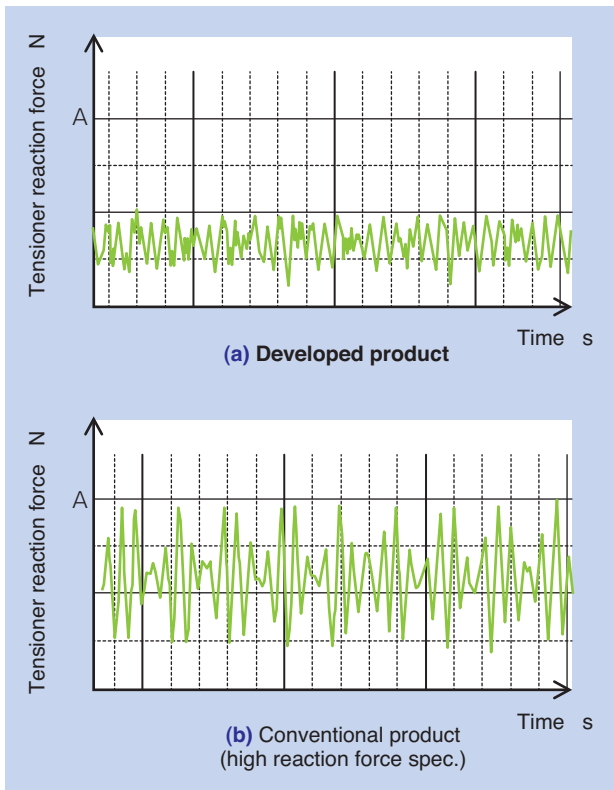 Tensioner reaction force N
A
Time s
(a) Developed product
Tensioner reaction force N
A
Time s
(b) Conventional product
(high reaction force spec.)